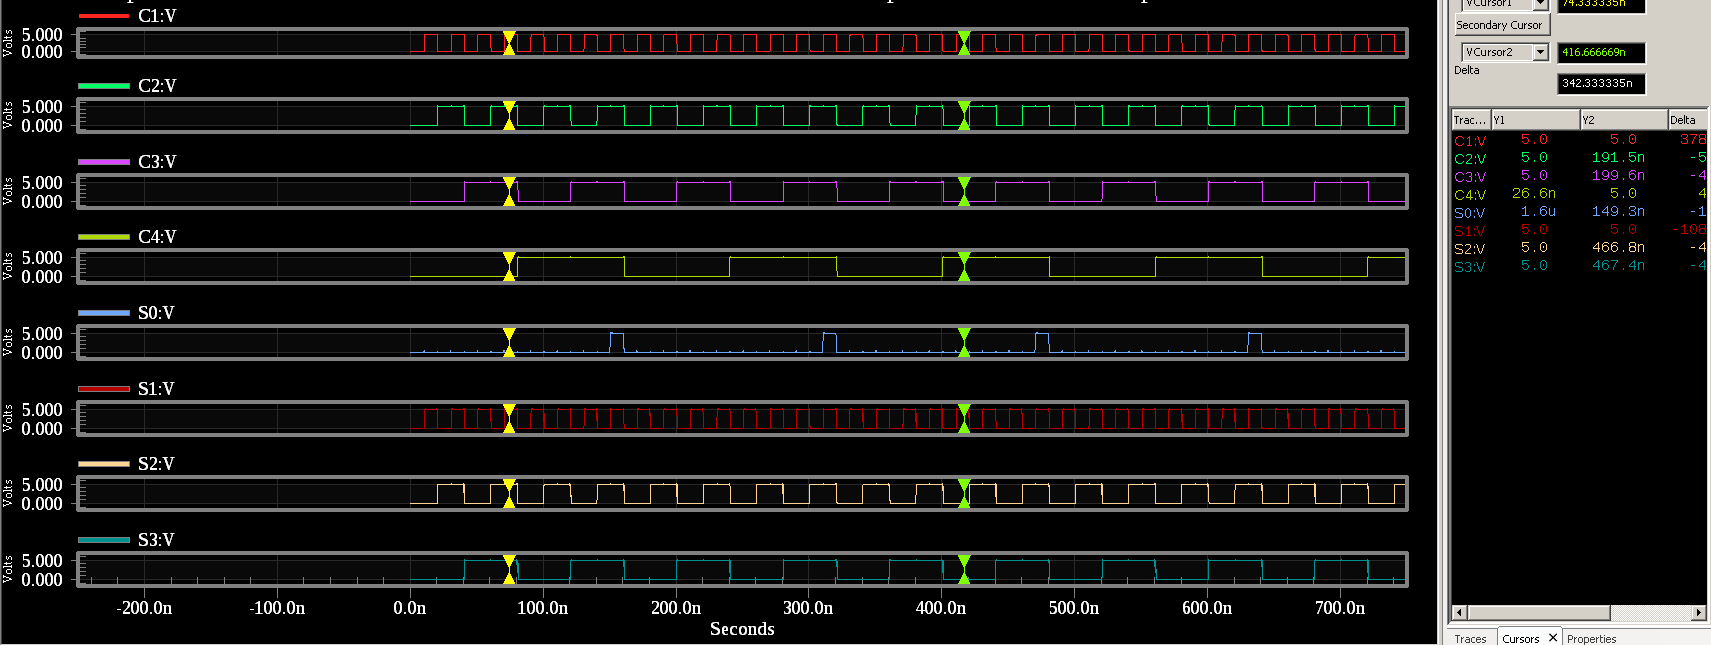 C1:V
5.000
0.000
Volts
C2:V
5.000
0.000
Volts
C3:V
5.000
0.000
Volts
C4:V
5.000
0.000
Volts
S0:V
5.000
0.000
Volts
S1:V
5.000
0.000
Volts
S2:V
5.000
0.000
Volts
S3:V
5.000
0.000
Volts
-200.0n -100.0n 0.0n 100.0n 200.0n 300.0n 400.0n 500.0n 600.0n 700.0n
Seconds
VCursor1 74.333335n
Secondary Cursor
VCursor2 416.666669n
Delta
342.333335n
Trac... Y1 Y2 Delta
C1:V 5.0 5.0 378
C2:V 5.0 191.5n -5
C3:V 5.0 199.6n -4
C4:V 26.6n 5.0 4
S0:V 1.6u 149.3n -1
S1:V 5.0 5.0 -108
S2:V 5.0 466.8n -4
S3:V 5.0 467.4n -4
Traces Cursors Properties